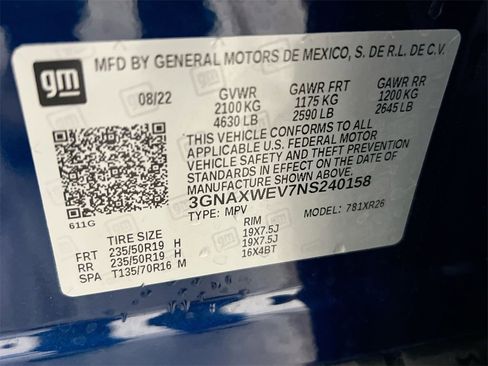 gm
MFD BY GENERAL MOTORS DE MEXICO, S. DE R.L. DE C.V.
08/22 GVWR GAWR FRT GAWR RR
2100 KG 1175 KG 1200 KG
4630 LB 2590 LB 2645 LB
THIS VEHICLE CONFORMS TO ALL
APPLICABLE U.S. FEDERAL MOTOR
VEHICLE SAFETY AND THEFT PREVENTION
STANDARDS IN EFFECT ON THE DATE OF
MANUFACTURE SHOWN ABOVE.
3GNAXWEV7NS240158
611G TYPE: MPV MODEL: 781XR26
TIRE SIZE RIM
FRT 235/50R19 H 19X7.5J
RR 235/50R19 H 19X7.5J
SPA T135/70R16 M 16X4BT